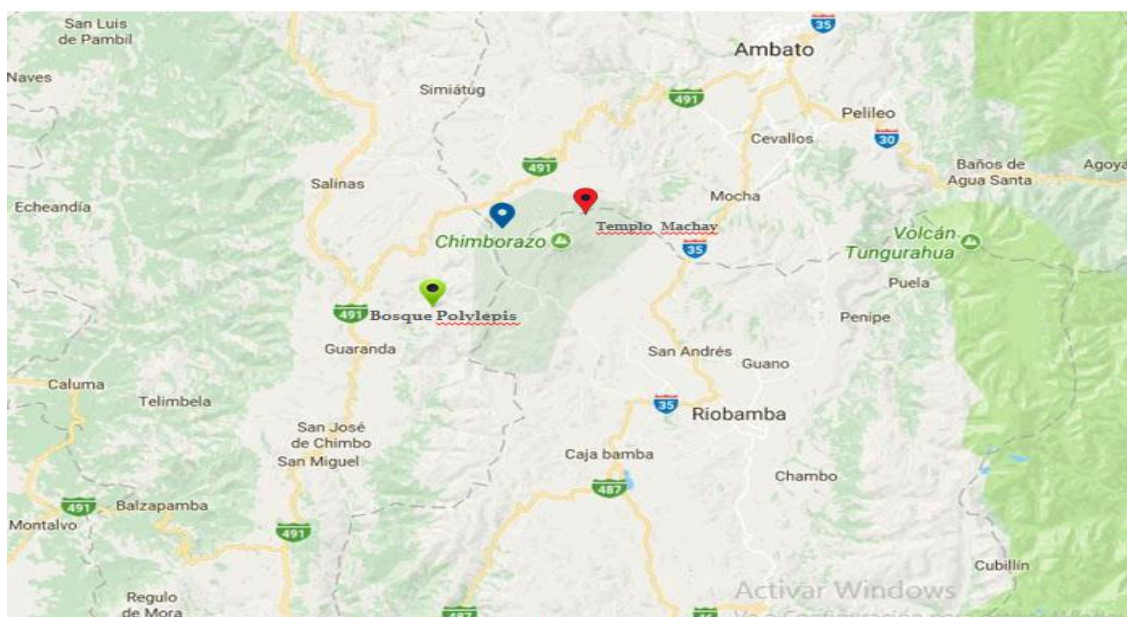 San Luis
de Pambil
35
Ambato
Naves
Simiátug
491
Pelileo
Cevallos
30
491
Baños de
Agua Santa
Agoya
Salinas
Mocha
Echeandía
Templo Machay
Chimborazo
35
Volcán
Tungurahua
Puela
Bosque Polylepis
491
Penipe
Guaranda
San Andrés
Guano
Caluma
Telimbela
35
Riobamba
San José
de Chimbo
San Miguel
Caja bamba
Chambo
487
491
Balzapamba
Montalvo
491
Cubillín
Activar Windows
Regulo
de Mora
487